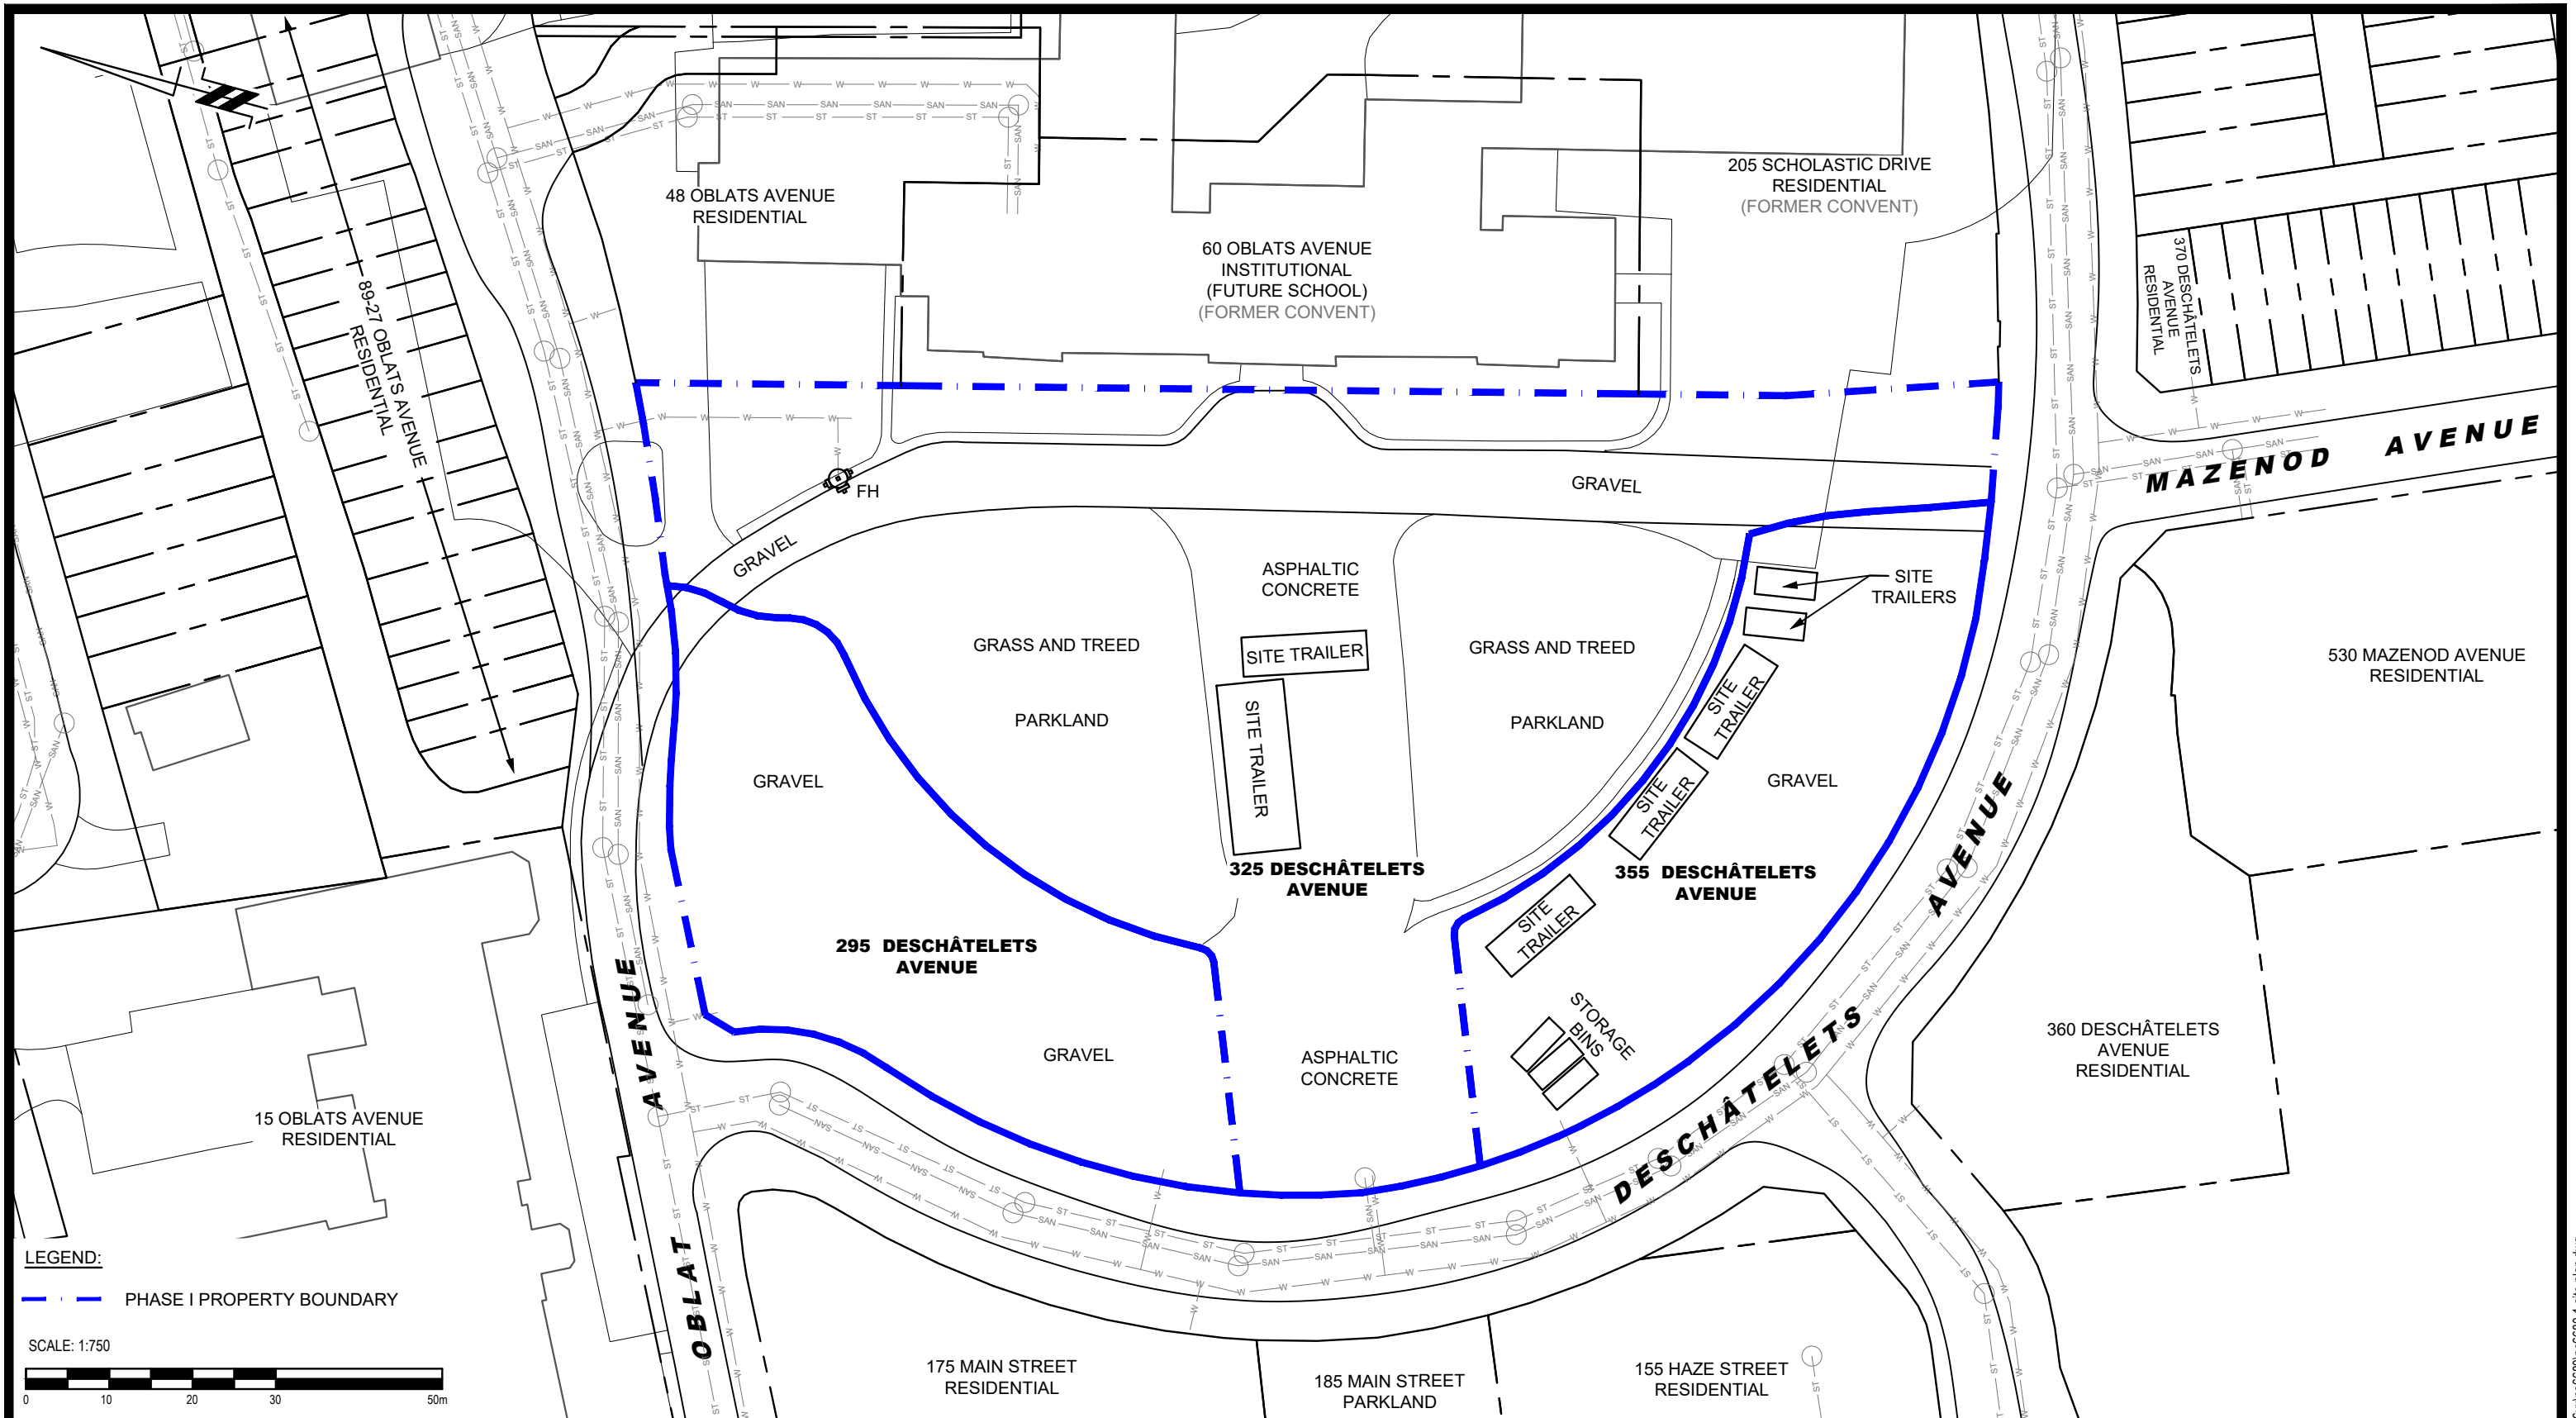 48 OBLATS AVENUE
RESIDENTIAL
60 OBLATS AVENUE
INSTITUTIONAL
(FUTURE SCHOOL)
(FORMER CONVENT)
205 SCHOLASTIC DRIVE
RESIDENTIAL
(FORMER CONVENT)
370 DESCHÂTELETS
AVENUE
RESIDENTIAL
89-27 OBLATS AVENUE
RESIDENTIAL
MAZENOD AVENUE
FH
GRAVEL
GRAVEL
ASPHALTIC
CONCRETE
SITE
TRAILERS
GRASS AND TREED
PARKLAND
SITE TRAILER
SITE TRAILER
GRASS AND TREED
PARKLAND
SITE
TRAILER
SITE
TRAILER
530 MAZENOD AVENUE
RESIDENTIAL
GRAVEL
GRAVEL
325 DESCHÂTELETS
AVENUE
355 DESCHÂTELETS
AVENUE
SITE
TRAILER
295 DESCHÂTELETS
AVENUE
STORAGE
BINS
GRAVEL
ASPHALTIC
CONCRETE
360 DESCHÂTELETS
AVENUE
RESIDENTIAL
DESCHÂTELETS AVENUE
OBLAT AVENUE
15 OBLATS AVENUE
RESIDENTIAL
175 MAIN STREET
RESIDENTIAL
185 MAIN STREET
PARKLAND
155 HAZE STREET
RESIDENTIAL
LEGEND:
PHASE I PROPERTY BOUNDARY
SCALE: 1:750
0 10 20 30 50m